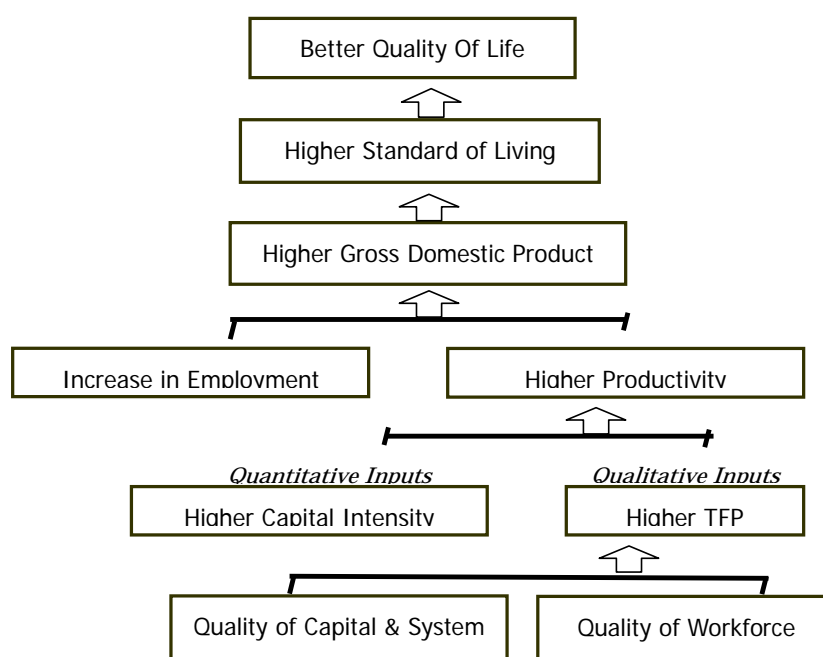 Better Quality Of Life
Higher Standard of Living
Higher Gross Domestic Product
Increase in Employment
Higher Productivity
Quantitative Inputs
Qualitative Inputs
Higher Capital Intensity
Higher TFP
Quality of Capital & System
Quality of Workforce